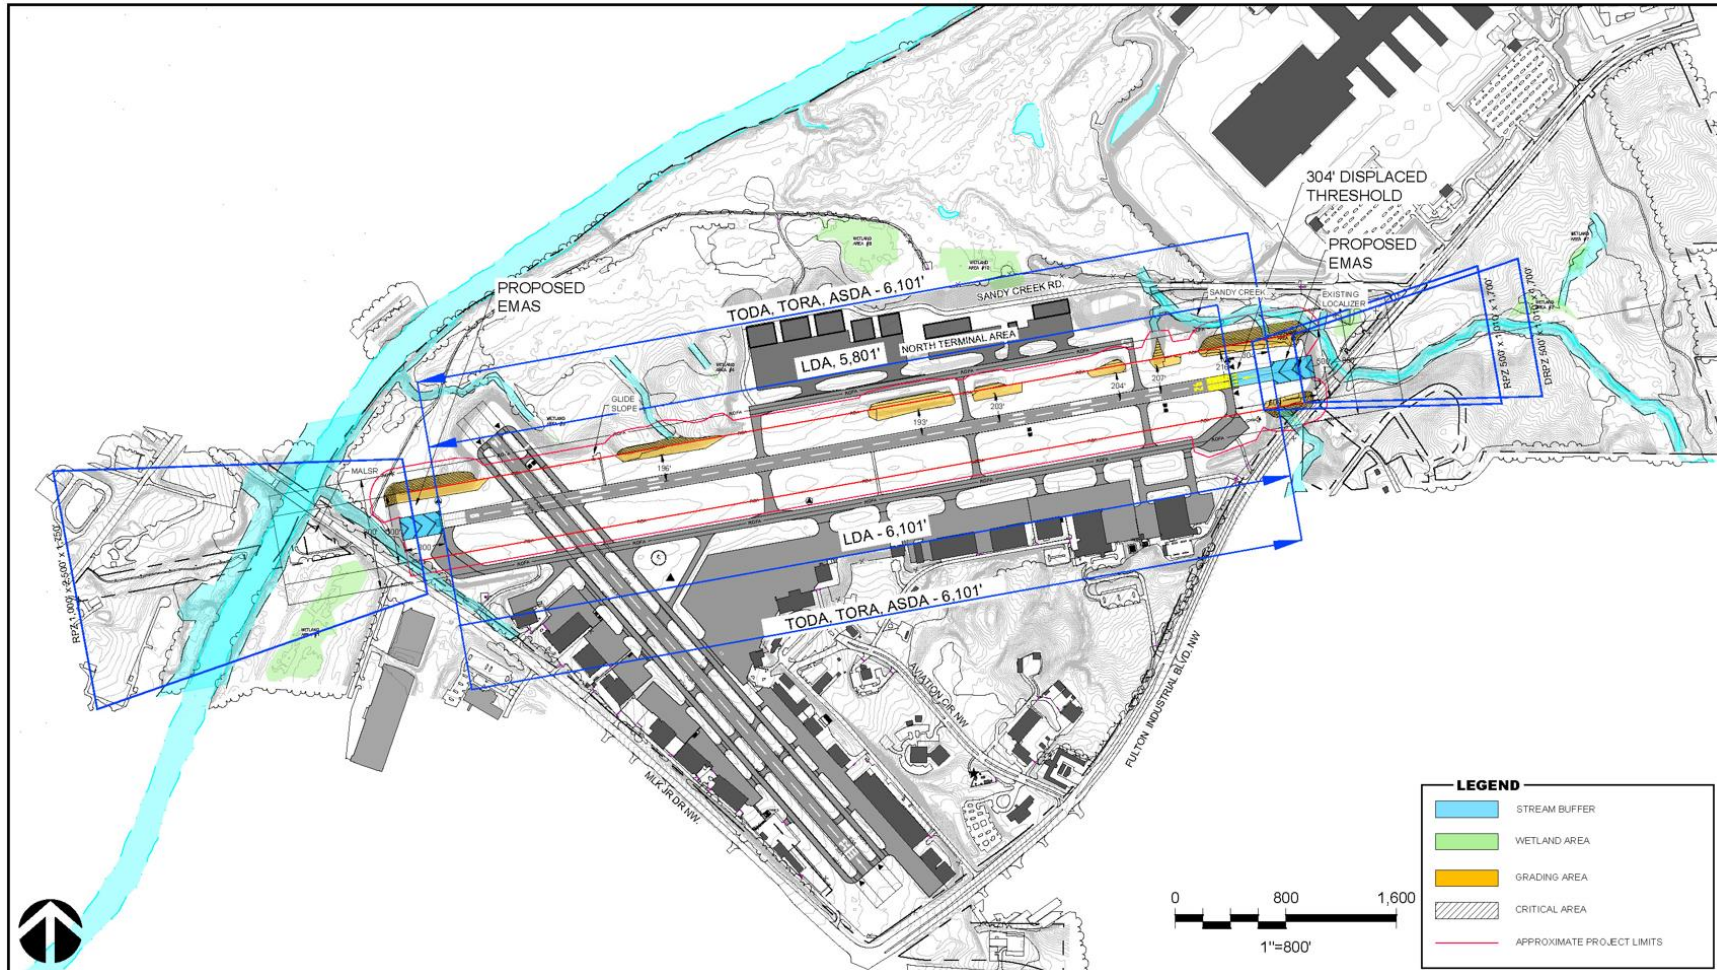 304' DISPLACED
THRESHOLD
PROPOSED
EMAS
PROPOSED
EMAS
TODA, TORA, ASDA - 6,101'
SANDY CREEK RD.
SANDY CREEK
EXISTING
LOCALIZER
WETLAND
AREA #10
NORTH TERMINAL AREA
LDA, 5,801'
GLIDE
SLOPE
MALSR
196'
193'
203'
204'
207'
RPZ 500' x 1,010' x 1,700'
DRPZ 500' x 1,010' x 1,700'
RPZ 1,000' x 2,500' x 1,750'
LDA - 6,101'
TODA, TORA, ASDA - 6,101'
AVIATION CIR NW
FULTON INDUSTRIAL BLVD. NW
MLK JR DR NW.
LEGEND
STREAM BUFFER
WETLAND AREA
GRADING AREA
CRITICAL AREA
APPROXIMATE PROJECT LIMITS
0 800 1,600
1"=800'